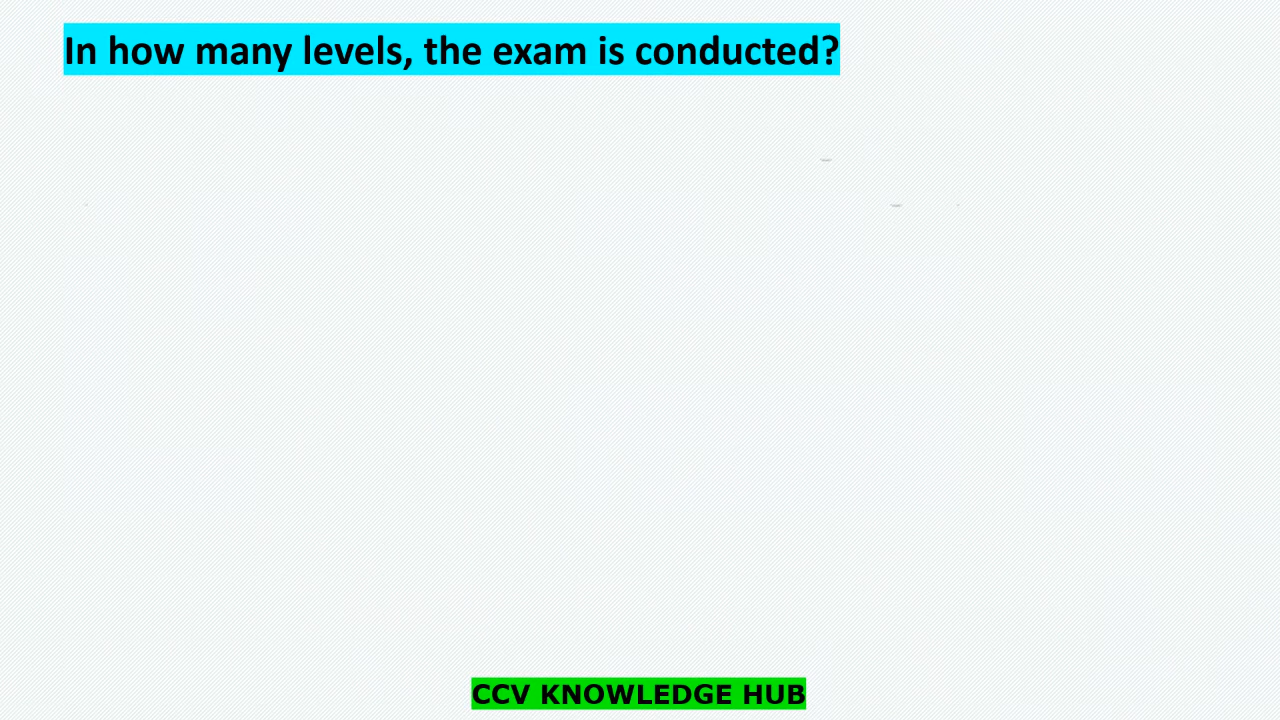 In how many levels, the exam is conducted?
CCV KNOWLEDGE HUB